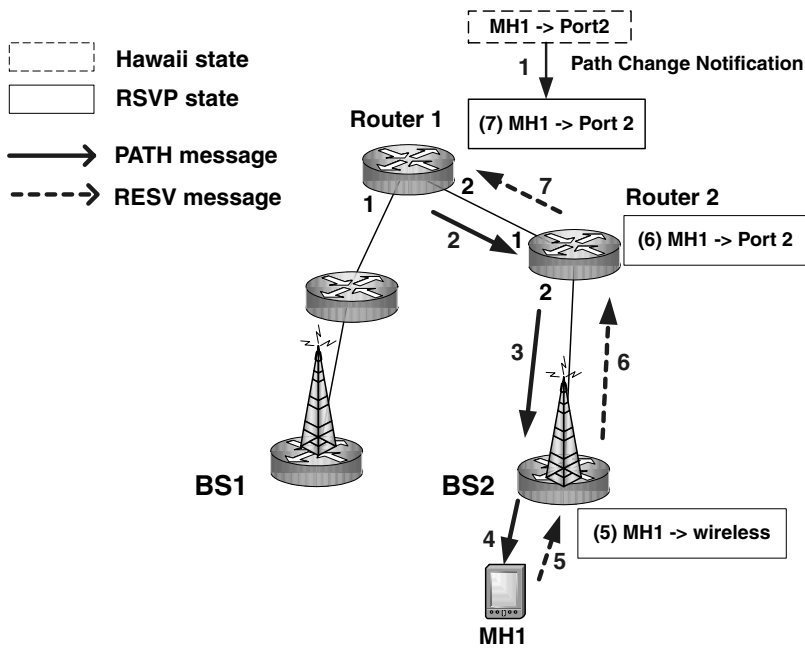 MH1 -> Port2
Hawaii state
1
Path Change Notification
RSVP state
(7) MH1 -> Port 2
Router 1
PATH message
RESV message
2
7
1
Router 2
2
1
(6) MH1 -> Port 2
2
3
6
BS1
BS2
(5) MH1 -> wireless
4
5
MH1